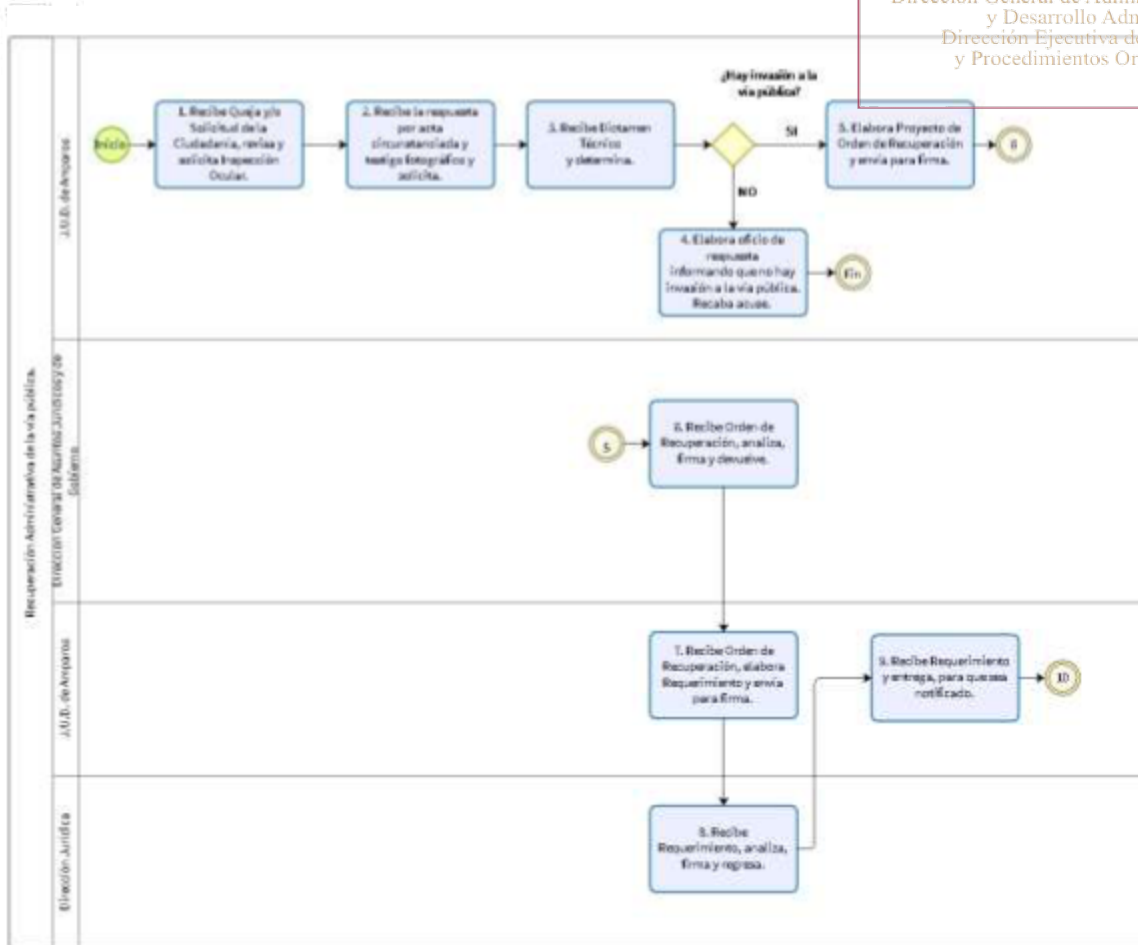 Dirección General de Admini
y Desarrollo Adm
Dirección Ejecutiva de
y Procedimientos Or
Recuperación Administrativa de la vía pública.
J.U.D. de Amparos
Inicio
1. Recibe Queja y/o
Solicitud de la
Ciudadanía, revisa y
solicita Inspección
Ocular.
2. Recibe la respuesta
por acta
circunstanciada y
testigo fotográfico y
solicita.
3. Recibe Dictamen
Técnico
y determina.
¿Hay invasión a la
vía pública?
SI
NO
5. Elabora Proyecto de
Orden de Recuperación
y envía para firma.
6
4. Elabora oficio de
respuesta
informando que no hay
invasión a la vía pública.
Recaba acuse.
Fin
Dirección General de Asuntos Jurídicos y de
Gobierno
5
6. Recibe Orden de
Recuperación, analiza,
firma y devuelve.
J.U.D. de Amparos
7. Recibe Orden de
Recuperación, elabora
Requerimiento y envía
para firma.
9. Recibe Requerimiento
y entrega, para que sea
notificado.
10
Dirección Jurídica
8. Recibe
Requerimiento, analiza,
firma y regresa.